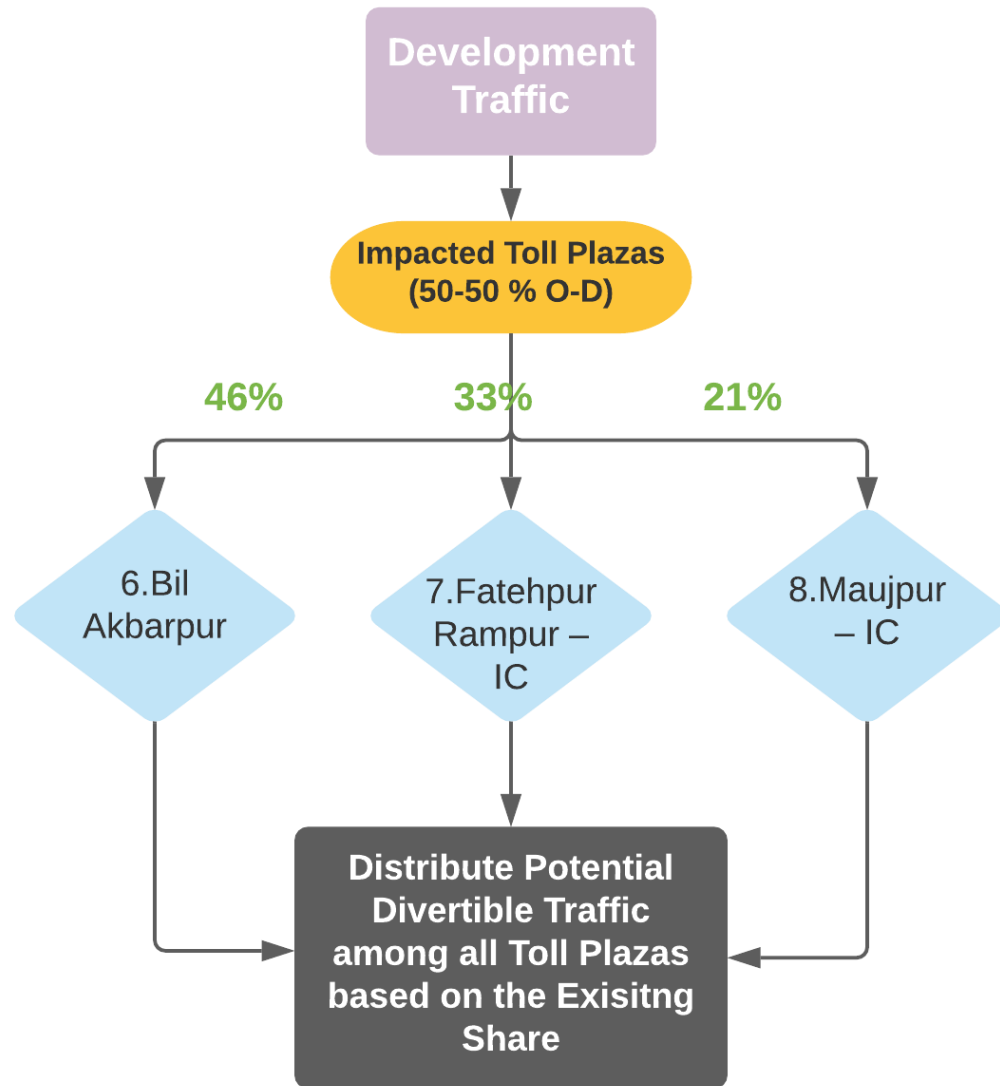 Development
Traffic
Impacted Toll Plazas
(50-50 % O-D)
46%
33%
21%
6.Bil
Akbarpur
7.Fatehpur
Rampur –
IC
8.Maujpur
– IC
Distribute Potential
Divertible Traffic
among all Toll Plazas
based on the Exisitng
Share